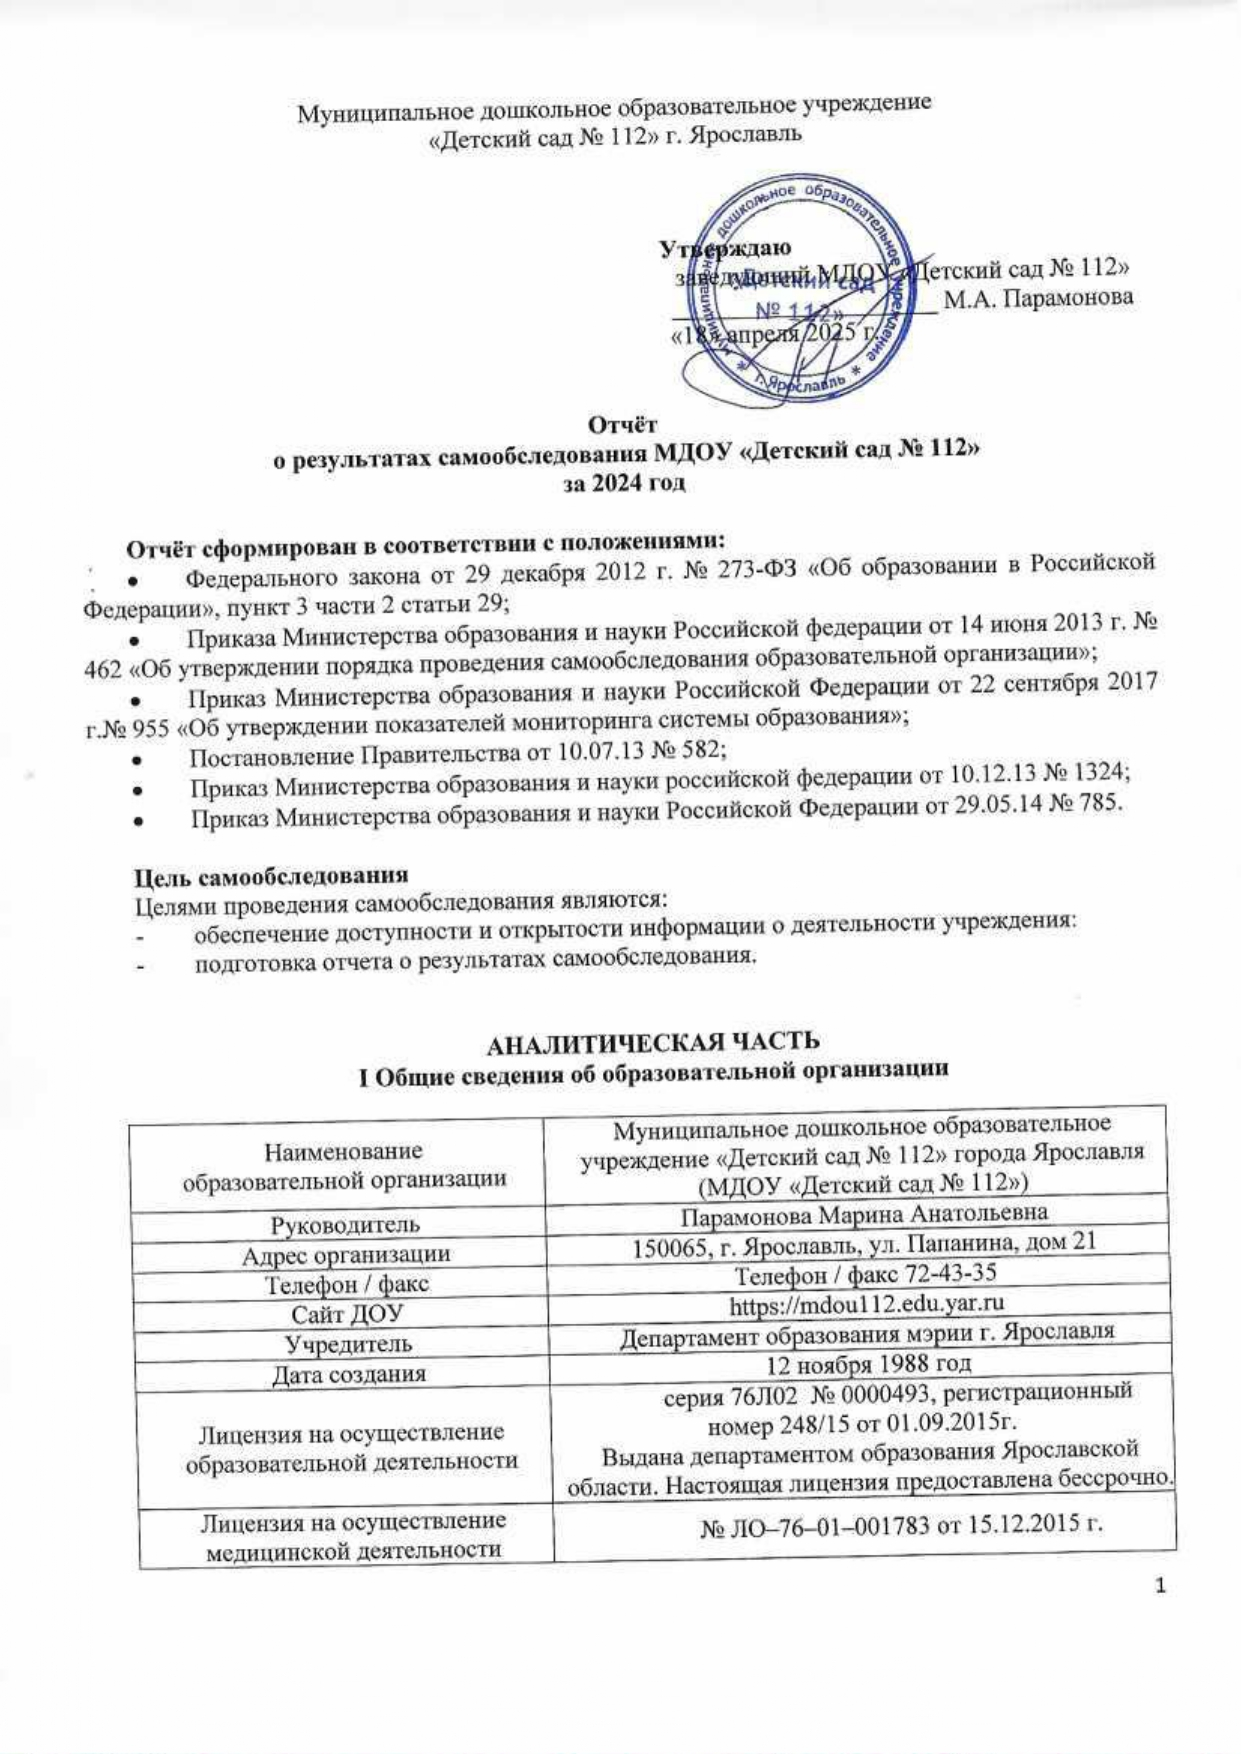 Муниципальное дошкольное образовательное учреждение
«Детский сад № 112» г. Ярославль
Муниципальное дошкольное образовательное учреждение
* г. Ярославль *
«Детский сад
№ 112»
Утверждаю
заведующий МДОУ «Детский сад № 112»
М.А. Парамонова
«18» апреля 2025 г.
Отчёт
о результатах самообследования МДОУ «Детский сад № 112»
за 2024 год
Отчёт сформирован в соответствии с положениями:
• Федерального закона от 29 декабря 2012 г. № 273-ФЗ «Об образовании в Российской
Федерации», пункт 3 части 2 статьи 29;
• Приказа Министерства образования и науки Российской федерации от 14 июня 2013 г. №
462 «Об утверждении порядка проведения самообследования образовательной организации»;
• Приказ Министерства образования и науки Российской Федерации от 22 сентября 2017
г.№ 955 «Об утверждении показателей мониторинга системы образования»;
• Постановление Правительства от 10.07.13 № 582;
• Приказ Министерства образования и науки российской федерации от 10.12.13 № 1324;
• Приказ Министерства образования и науки Российской Федерации от 29.05.14 № 785.
Цель самообследования
Целями проведения самообследования являются:
- обеспечение доступности и открытости информации о деятельности учреждения:
- подготовка отчета о результатах самообследования.
АНАЛИТИЧЕСКАЯ ЧАСТЬ
I Общие сведения об образовательной организации
Наименование
образовательной организации
Муниципальное дошкольное образовательное
учреждение «Детский сад № 112» города Ярославля
(МДОУ «Детский сад № 112»)
Руководитель
Парамонова Марина Анатольевна
Адрес организации
150065, г. Ярославль, ул. Папанина, дом 21
Телефон / факс
Телефон / факс 72-43-35
Сайт ДОУ
https://mdou112.edu.yar.ru
Учредитель
Департамент образования мэрии г. Ярославля
Дата создания
12 ноября 1988 год
Лицензия на осуществление
образовательной деятельности
серия 76Л02 № 0000493, регистрационный
номер 248/15 от 01.09.2015г.
Выдана департаментом образования Ярославской
области. Настоящая лицензия предоставлена бессрочно.
Лицензия на осуществление
медицинской деятельности
№ ЛО–76–01–001783 от 15.12.2015 г.
1